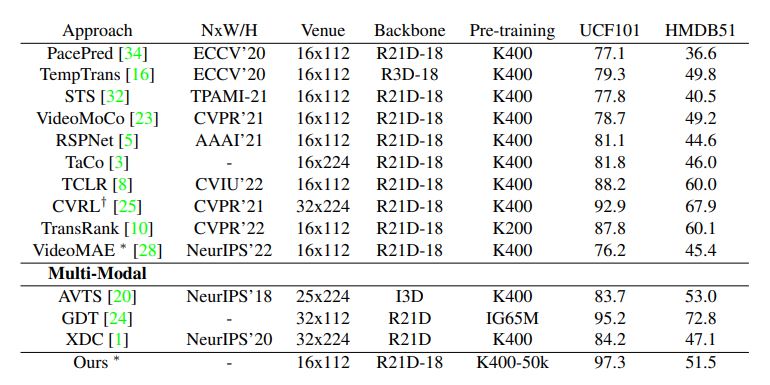 Approach NxW/H Venue Backbone Pre-training UCF101 HMDB51
PacePred [34] ECCV'20 16x112 R21D-18 K400 77.1 36.6
TempTrans [16] ECCV'20 16x112 R3D-18 K400 79.3 49.8
STS [32] TPAMI-21 16x112 R21D-18 K400 77.8 40.5
VideoMoCo [23] CVPR'21 16x112 R21D-18 K400 78.7 49.2
RSPNet [5] AAAI'21 16x112 R21D-18 K400 81.1 44.6
TaCo [3] - 16x224 R21D-18 K400 81.8 46.0
TCLR [8] CVIU'22 16x112 R21D-18 K400 88.2 60.0
CVRL† [25] CVPR'21 32x224 R21D-18 K400 92.9 67.9
TransRank [10] CVPR'22 16x112 R21D-18 K200 87.8 60.1
VideoMAE * [28] NeurIPS'22 16x112 R21D-18 K400 76.2 45.4
Multi-Modal
AVTS [20] NeurIPS'18 25x224 I3D K400 83.7 53.0
GDT [24] - 32x112 R21D IG65M 95.2 72.8
XDC [1] NeurIPS'20 32x224 R21D K400 84.2 47.1
Ours * - 16x112 R21D-18 K400-50k 97.3 51.5